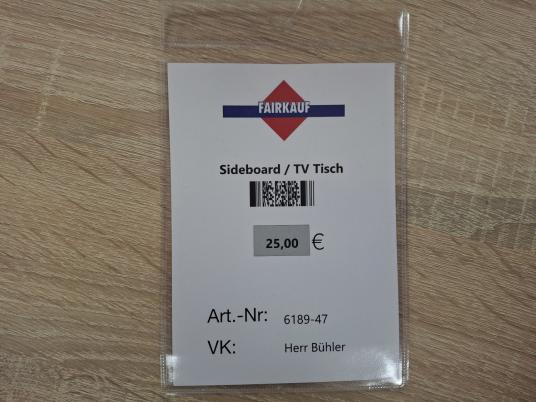 FAIRKAUF
Sideboard / TV Tisch
25,00 €
Art.-Nr: 6189-47
VK: Herr Bühler